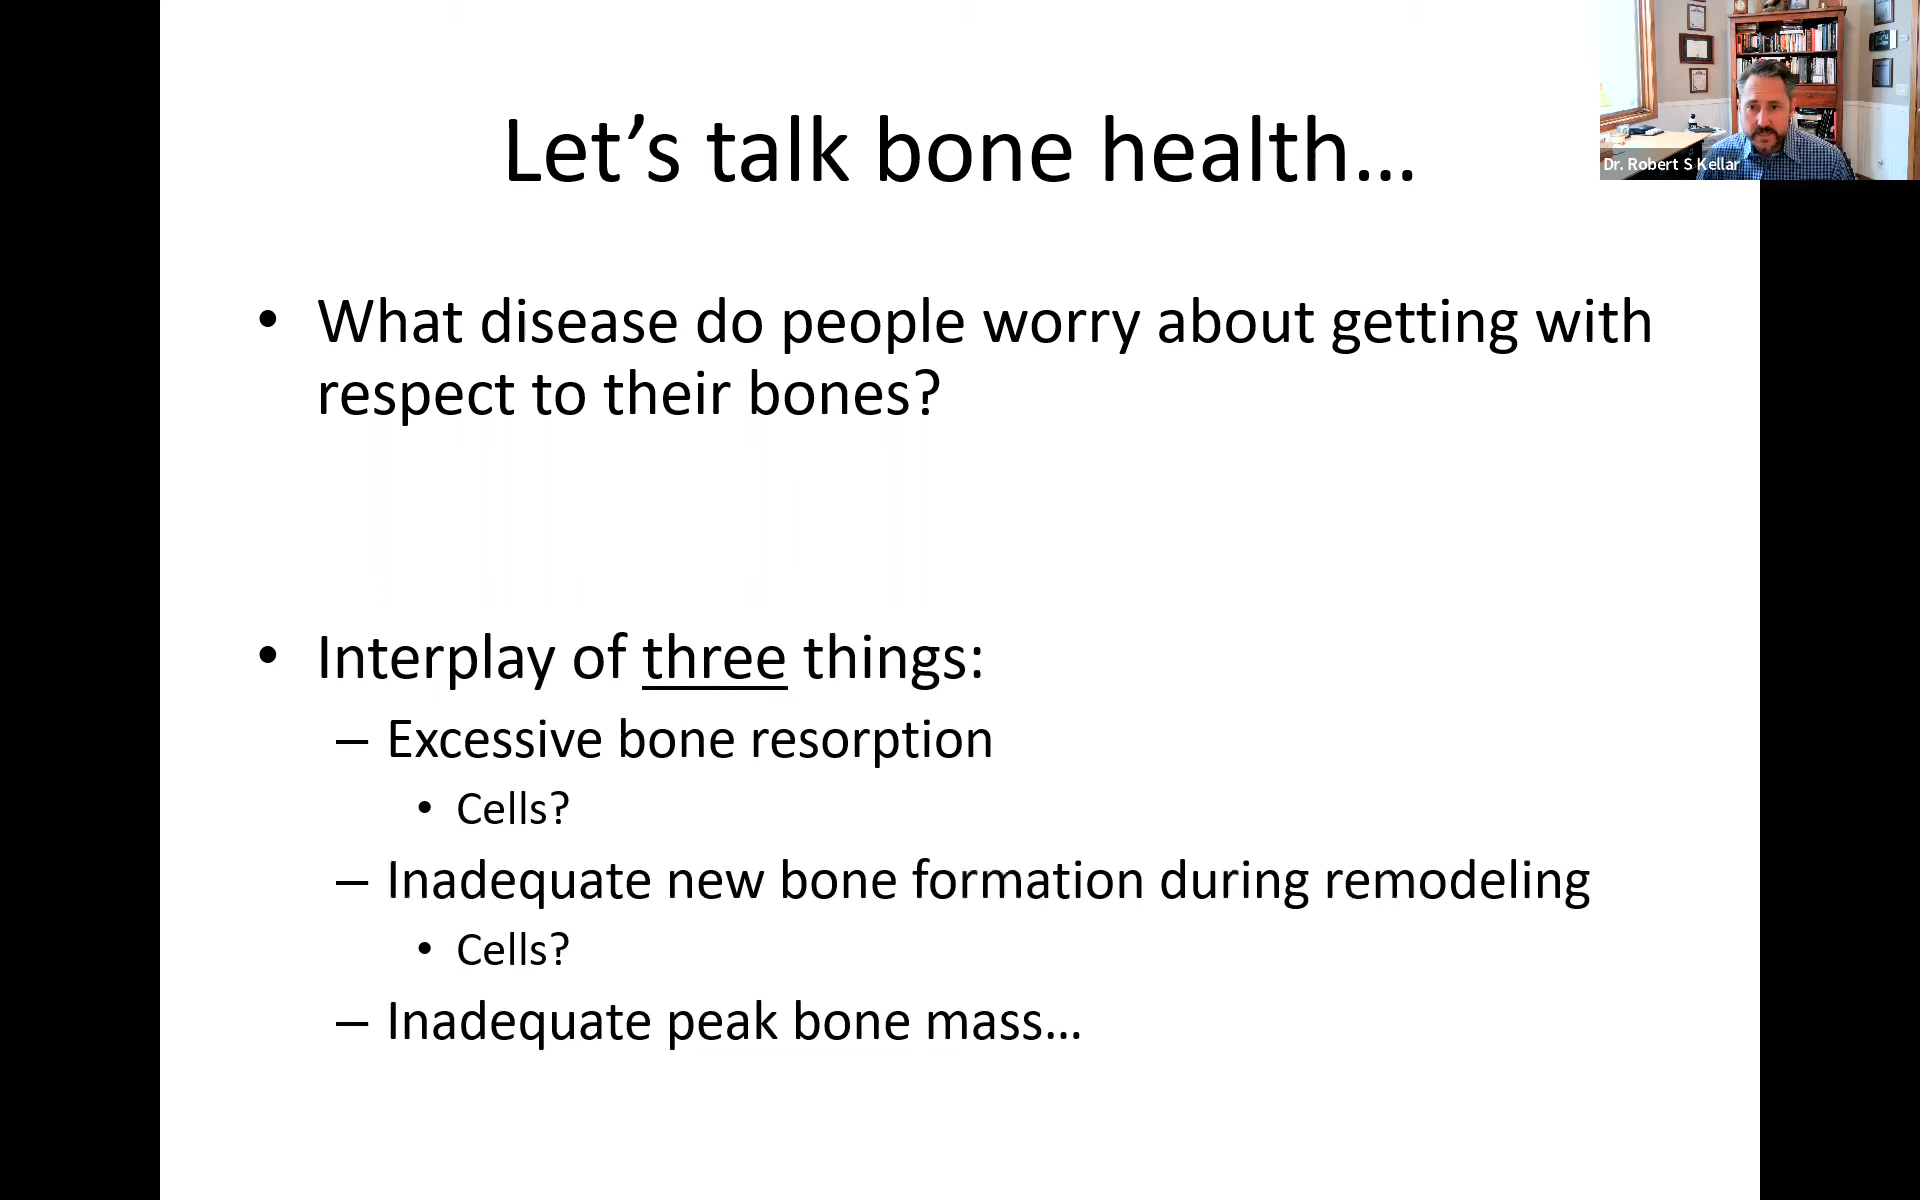 Let’s talk bone health…
Dr. Robert S Kellar
• What disease do people worry about getting with
respect to their bones?
• Interplay of three things:
– Excessive bone resorption
• Cells?
– Inadequate new bone formation during remodeling
• Cells?
– Inadequate peak bone mass…